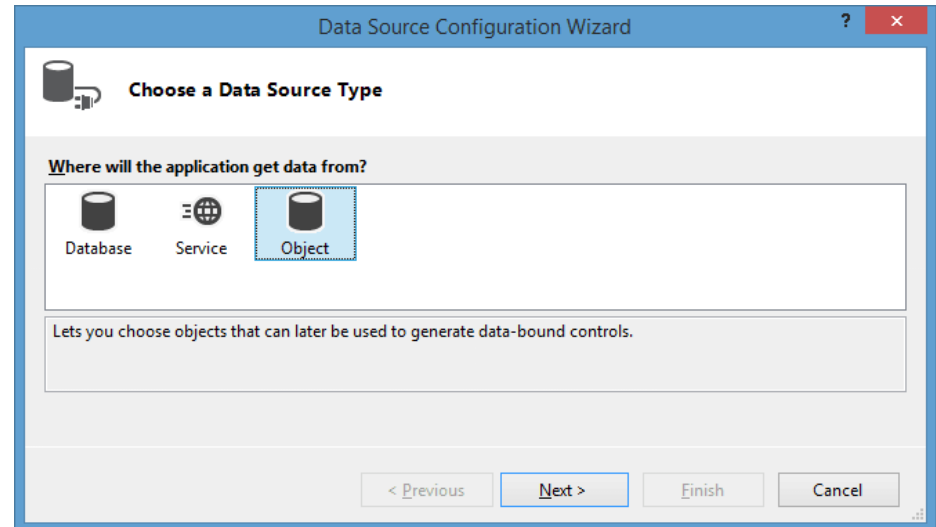 Data Source Configuration Wizard
?
Choose a Data Source Type
Where will the application get data from?
Database Service Object
Lets you choose objects that can later be used to generate data-bound controls.
< Previous Next > Finish Cancel